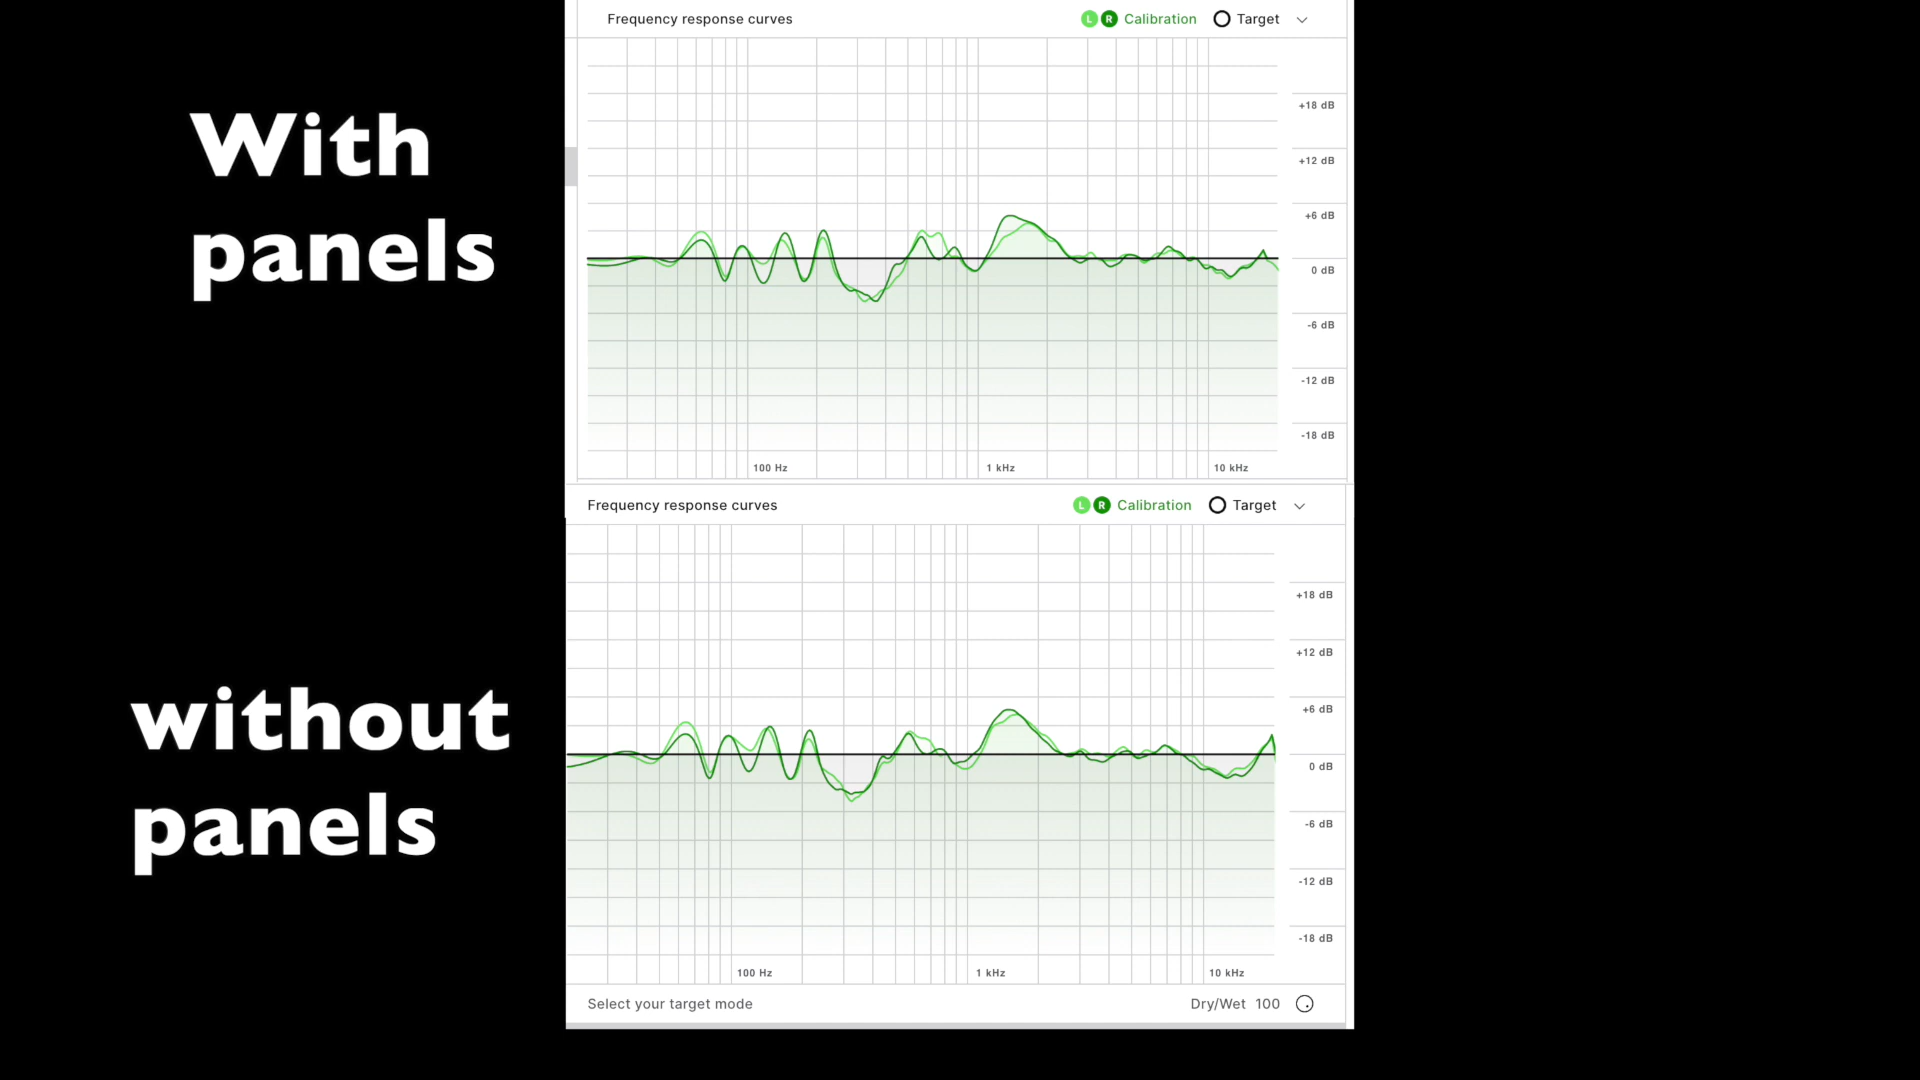 With
panels
Frequency response curves
L R Calibration Target
+18 dB
+12 dB
+6 dB
0 dB
-6 dB
-12 dB
-18 dB
100 Hz 1 kHz 10 kHz
without
panels
Frequency response curves
L R Calibration Target
+18 dB
+12 dB
+6 dB
0 dB
-6 dB
-12 dB
-18 dB
100 Hz 1 kHz 10 kHz
Select your target mode Dry/Wet 100